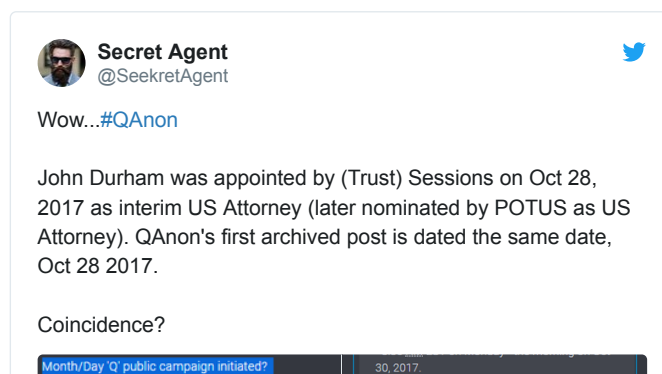 Secret Agent
@SeekretAgent
Wow...#QAnon
John Durham was appointed by (Trust) Sessions on Oct 28,
2017 as interim US Attorney (later nominated by POTUS as US
Attorney). QAnon's first archived post is dated the same date,
Oct 28 2017.
Coincidence?
Month/Day 'Q' public campaign initiated?
30, 2017.